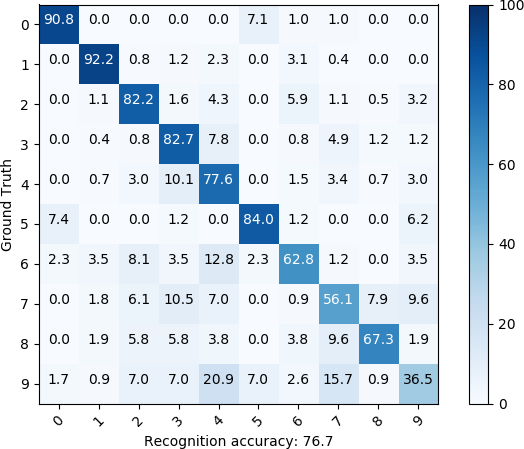 0 90.8 0.0 0.0 0.0 0.0 7.1 1.0 1.0 0.0 0.0
1 0.0 92.2 0.8 1.2 2.3 0.0 3.1 0.4 0.0 0.0
2 0.0 1.1 82.2 1.6 4.3 0.0 5.9 1.1 0.5 3.2
3 0.0 0.4 0.8 82.7 7.8 0.0 0.8 4.9 1.2 1.2
4 0.0 0.7 3.0 10.1 77.6 0.0 1.5 3.4 0.7 3.0
5 7.4 0.0 0.0 1.2 0.0 84.0 1.2 0.0 0.0 6.2
6 2.3 3.5 8.1 3.5 12.8 2.3 62.8 1.2 0.0 3.5
7 0.0 1.8 6.1 10.5 7.0 0.0 0.9 56.1 7.9 9.6
8 0.0 1.9 5.8 5.8 3.8 0.0 3.8 9.6 67.3 1.9
9 1.7 0.9 7.0 7.0 20.9 7.0 2.6 15.7 0.9 36.5
0 1 2 3 4 5 6 7 8 9
Ground Truth
Recognition accuracy: 76.7
100
80
60
40
20
0